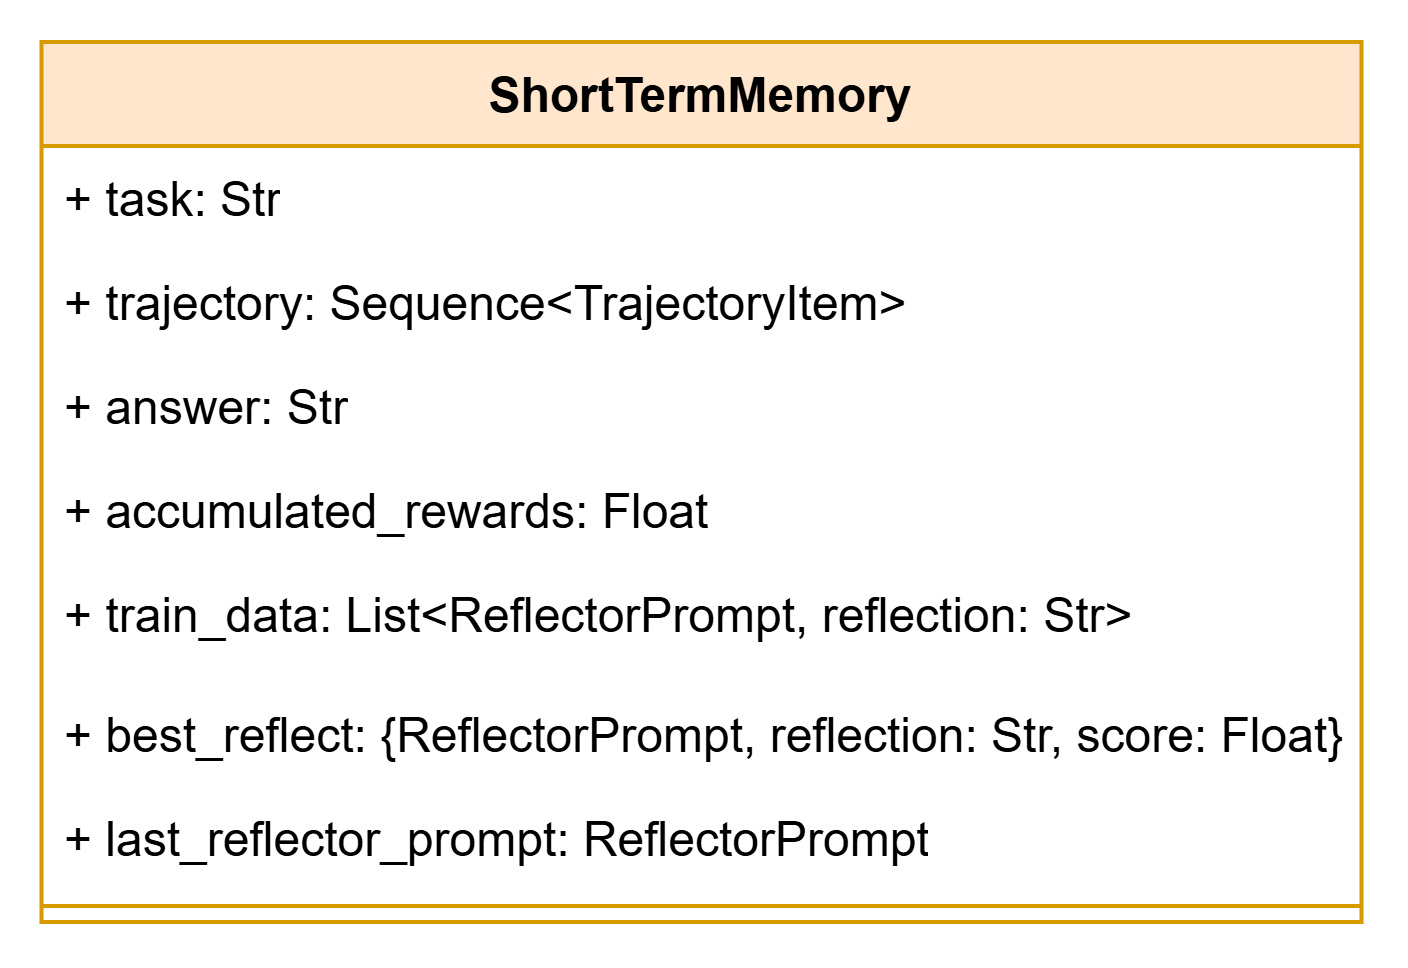 ShortTermMemory
+ task: Str
+ trajectory: Sequence<TrajectoryItem>
+ answer: Str
+ accumulated_rewards: Float
+ train_data: List<ReflectorPrompt, reflection: Str>
+ best_reflect: {ReflectorPrompt, reflection: Str, score: Float}
+ last_reflector_prompt: ReflectorPrompt